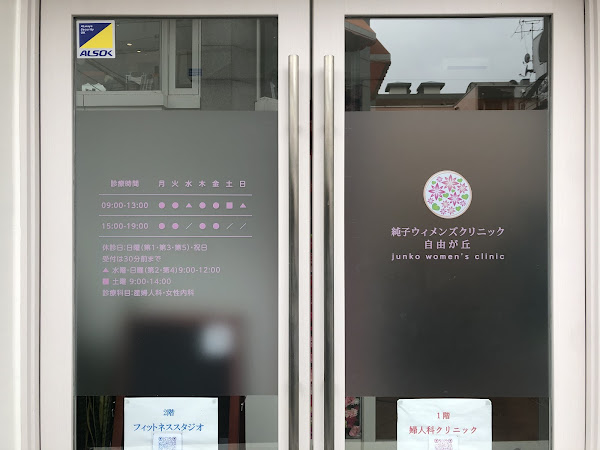 Always
Security
OK
ALSOK
診療時間 月 火 水 木 金 土 日
09:00-13:00 ● ● ▲ ● ● ■ ▲
15:00-19:00 ● ● ／ ● ● ／ ／
休診日:日曜(第1・第3・第5)・祝日
受付は30分前まで
▲ 水曜・日曜(第2・第4)9:00-12:00
■ 土曜 9:00-14:00
診療科目:産婦人科・女性内科
純子ウィメンズクリニック
自由が丘
junko women's clinic
2階
フィットネススタジオ
1階
婦人科クリニック